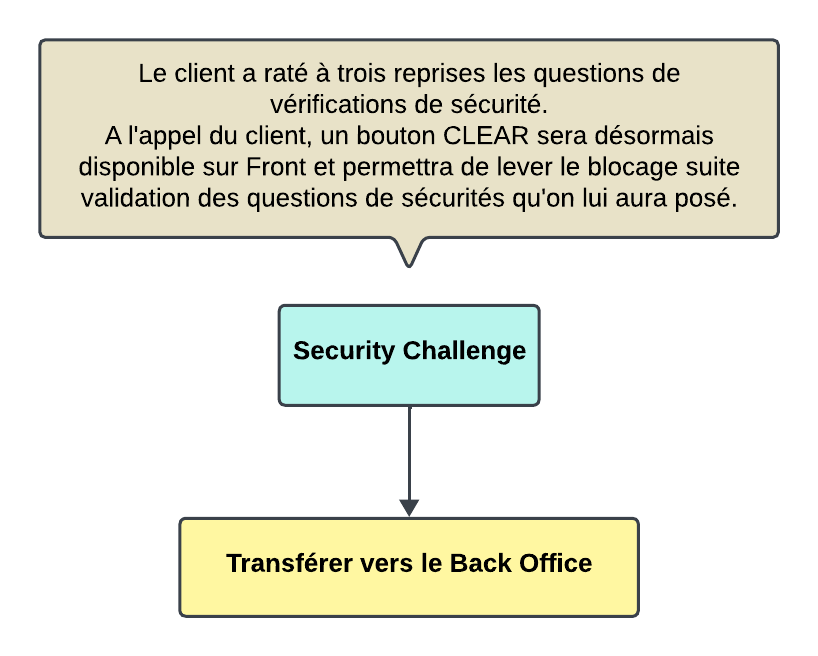 Le client a raté à trois reprises les questions de
vérifications de sécurité.
A l'appel du client, un bouton CLEAR sera désormais
disponible sur Front et permettra de lever le blocage suite
validation des questions de sécurités qu'on lui aura posé.
Security Challenge
Transférer vers le Back Office